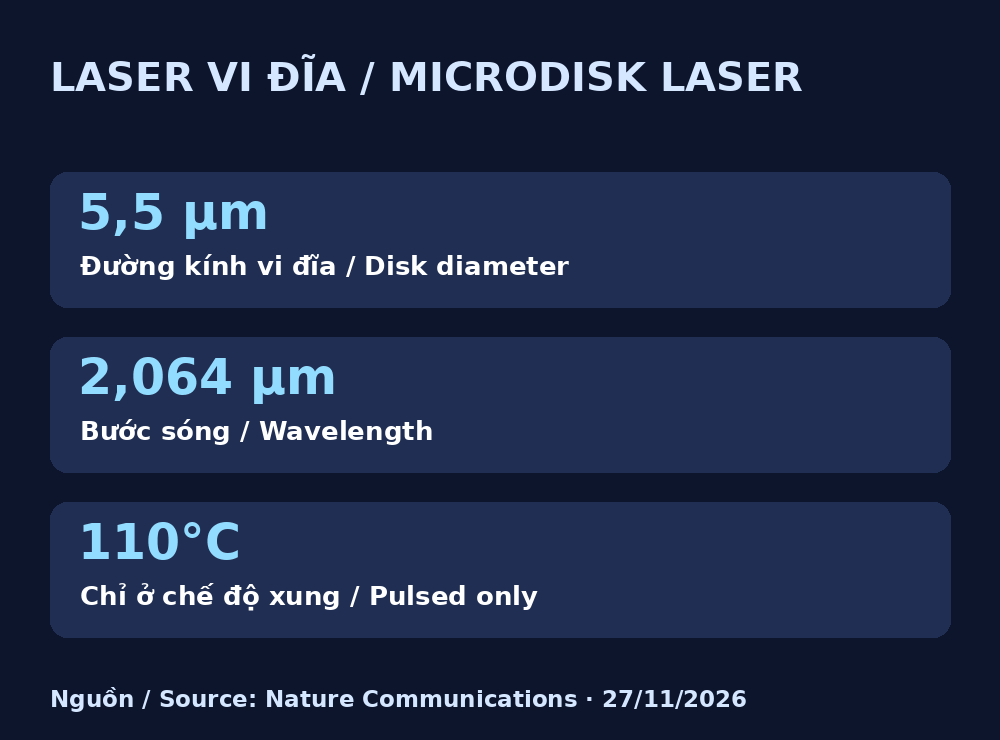 LASER VI ĐĨA / MICRODISK LASER
5,5 µm
Đường kính vi đĩa / Disk diameter
2,064 µm
Bước sóng / Wavelength
110°C
Chỉ ở chế độ xung / Pulsed only
Nguồn / Source: Nature Communications · 27/11/2026